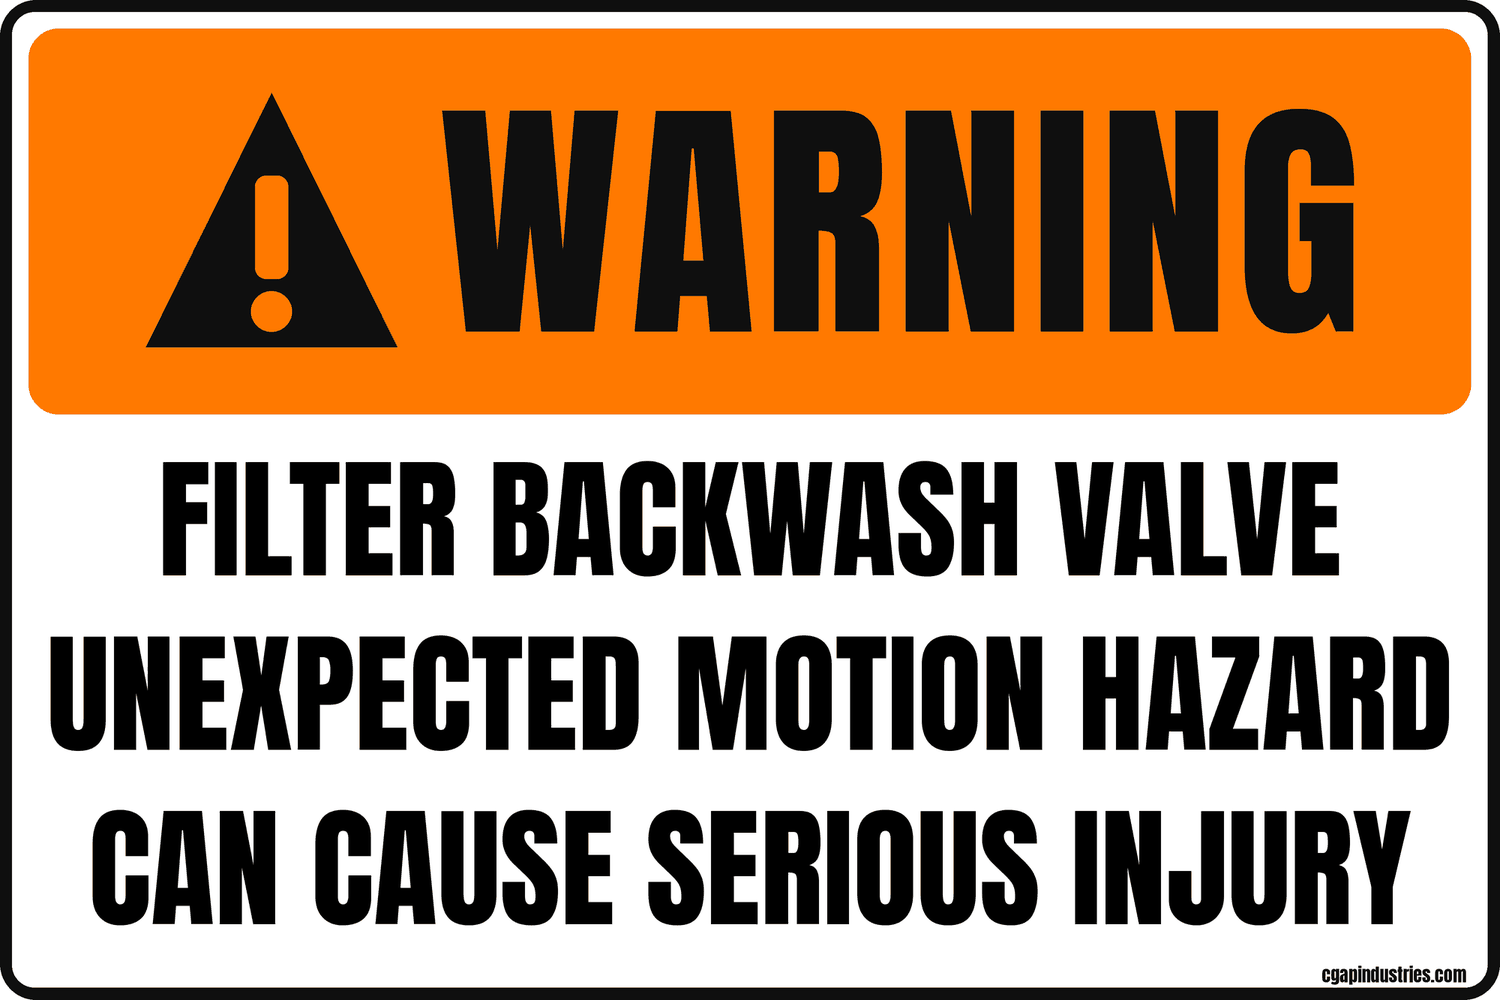 WARNING
FILTER BACKWASH VALVE
UNEXPECTED MOTION HAZARD
CAN CAUSE SERIOUS INJURY
cgapindustries.com